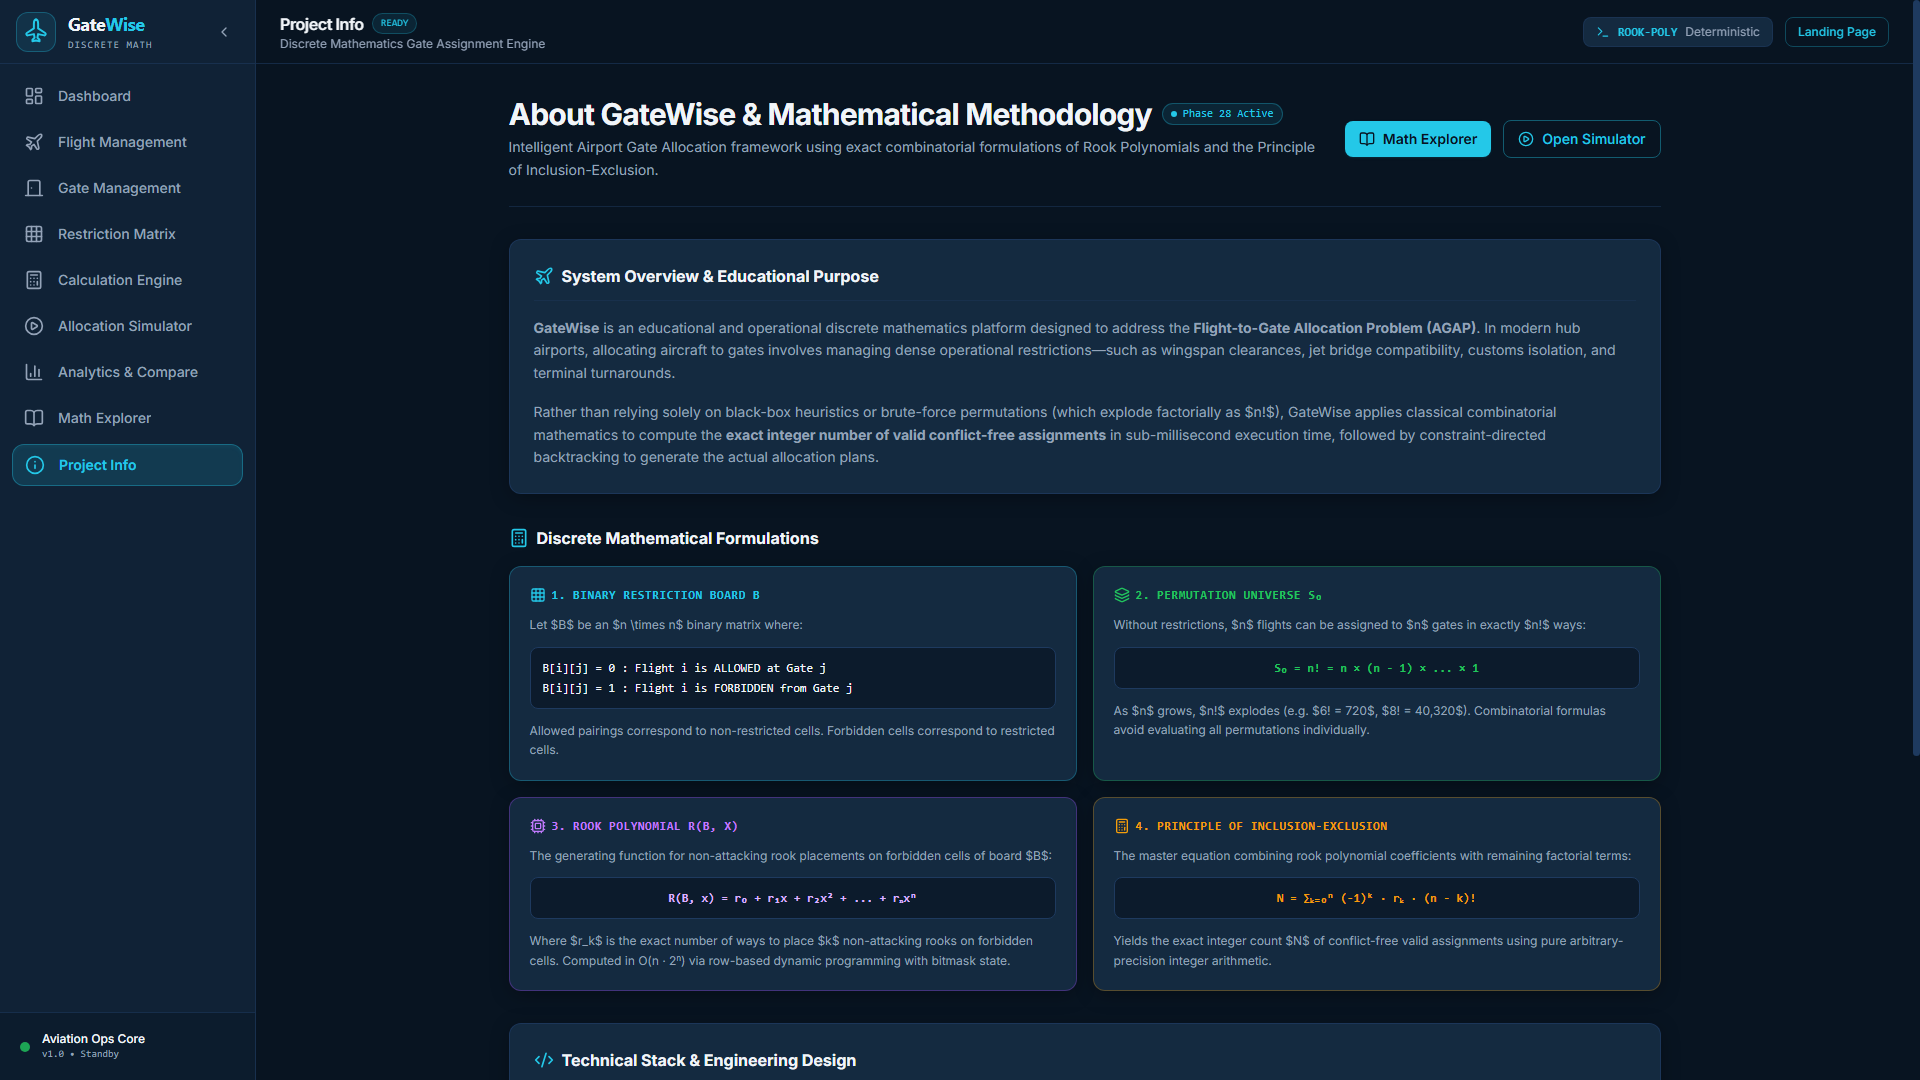 GateWise
DISCRETE MATH
Dashboard
Flight Management
Gate Management
Restriction Matrix
Calculation Engine
Allocation Simulator
Analytics & Compare
Math Explorer
Project Info
Aviation Ops Core
v1.0 • Standby
Project Info READY
Discrete Mathematics Gate Assignment Engine
ROOK-POLY Deterministic
Landing Page
About GateWise & Mathematical Methodology
Phase 28 Active
Intelligent Airport Gate Allocation framework using exact combinatorial formulations of Rook Polynomials and the Principle
of Inclusion-Exclusion.
Math Explorer
Open Simulator
System Overview & Educational Purpose
GateWise is an educational and operational discrete mathematics platform designed to address the Flight-to-Gate Allocation Problem (AGAP). In modern hub
airports, allocating aircraft to gates involves managing dense operational restrictions—such as wingspan clearances, jet bridge compatibility, customs isolation, and
terminal turnarounds.
Rather than relying solely on black-box heuristics or brute-force permutations (which explode factorially as $n!$), GateWise applies classical combinatorial
mathematics to compute the exact integer number of valid conflict-free assignments in sub-millisecond execution time, followed by constraint-directed
backtracking to generate the actual allocation plans.
Discrete Mathematical Formulations
1. BINARY RESTRICTION BOARD B
Let $B$ be an $n \times n$ binary matrix where:
B[i][j] = 0 : Flight i is ALLOWED at Gate j
B[i][j] = 1 : Flight i is FORBIDDEN from Gate j
Allowed pairings correspond to non-restricted cells. Forbidden cells correspond to restricted
cells.
2. PERMUTATION UNIVERSE S₀
Without restrictions, $n$ flights can be assigned to $n$ gates in exactly $n!$ ways:
S₀ = n! = n × (n - 1) × ... × 1
As $n$ grows, $n!$ explodes (e.g. $6! = 720$, $8! = 40,320$). Combinatorial formulas
avoid evaluating all permutations individually.
3. ROOK POLYNOMIAL R(B, X)
The generating function for non-attacking rook placements on forbidden cells of board $B$:
R(B, x) = r₀ + r₁x + r₂x² + ... + rₙxⁿ
Where $r_k$ is the exact number of ways to place $k$ non-attacking rooks on forbidden
cells. Computed in O(n · 2ⁿ) via row-based dynamic programming with bitmask state.
4. PRINCIPLE OF INCLUSION-EXCLUSION
The master equation combining rook polynomial coefficients with remaining factorial terms:
N = ∑ₖ₌₀ⁿ (-1)ᵏ · rₖ · (n - k)!
Yields the exact integer count $N$ of conflict-free valid assignments using pure arbitrary-
precision integer arithmetic.
Technical Stack & Engineering Design